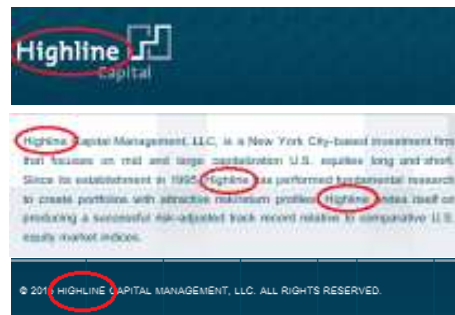 Highline
Capital
Highline Capital Management, LLC, is a New York City-based investment firm
that focuses on mid and large capitalization U.S. equities long and short.
Since its establishment in 1995 Highline has performed fundamental research
to create portfolios with attractive risk/return profiles. Highline prides itself on
producing a successful risk-adjusted track record relative to comparative U.S.
equity market indices.
© HIGHLINE CAPITAL MANAGEMENT, LLC. ALL RIGHTS RESERVED.